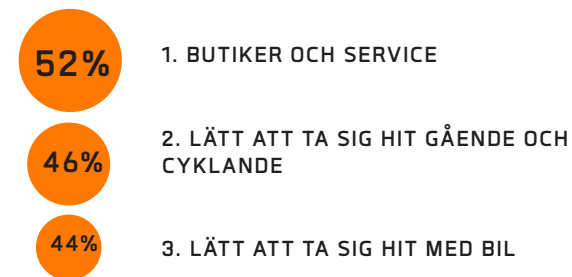 52%
1. BUTIKER OCH SERVICE
46%
2. LÄTT ATT TA SIG HIT GÅENDE OCH
CYKLANDE
44%
3. LÄTT ATT TA SIG HIT MED BIL